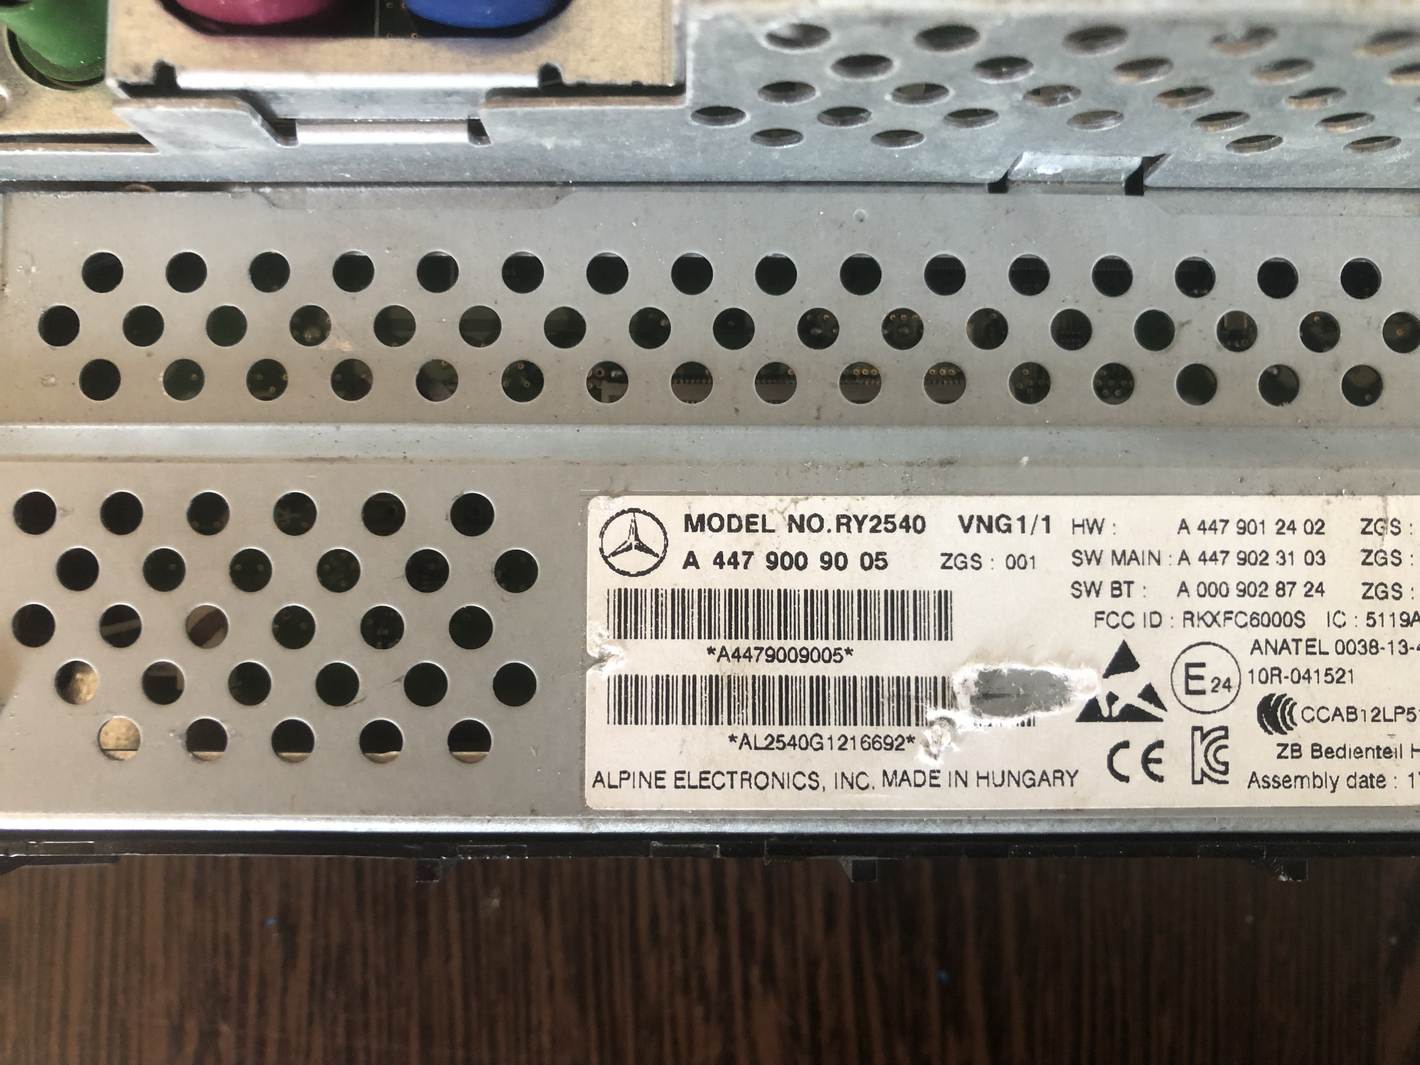 MODEL NO.RY2540 VNG1/1
A 447 900 90 05 ZGS : 001
HW : A 447 901 24 02 ZGS :
SW MAIN : A 447 902 31 03 ZGS :
SW BT : A 000 902 87 24 ZGS :
FCC ID : RKXFC6000S IC : 5119A
*A4479009005*
ANATEL 0038-13-4
E24
10R-041521
CCAB12LP5
*AL2540G1216692*
CE
ZB Bedienteil H
ALPINE ELECTRONICS, INC. MADE IN HUNGARY
Assembly date : 1